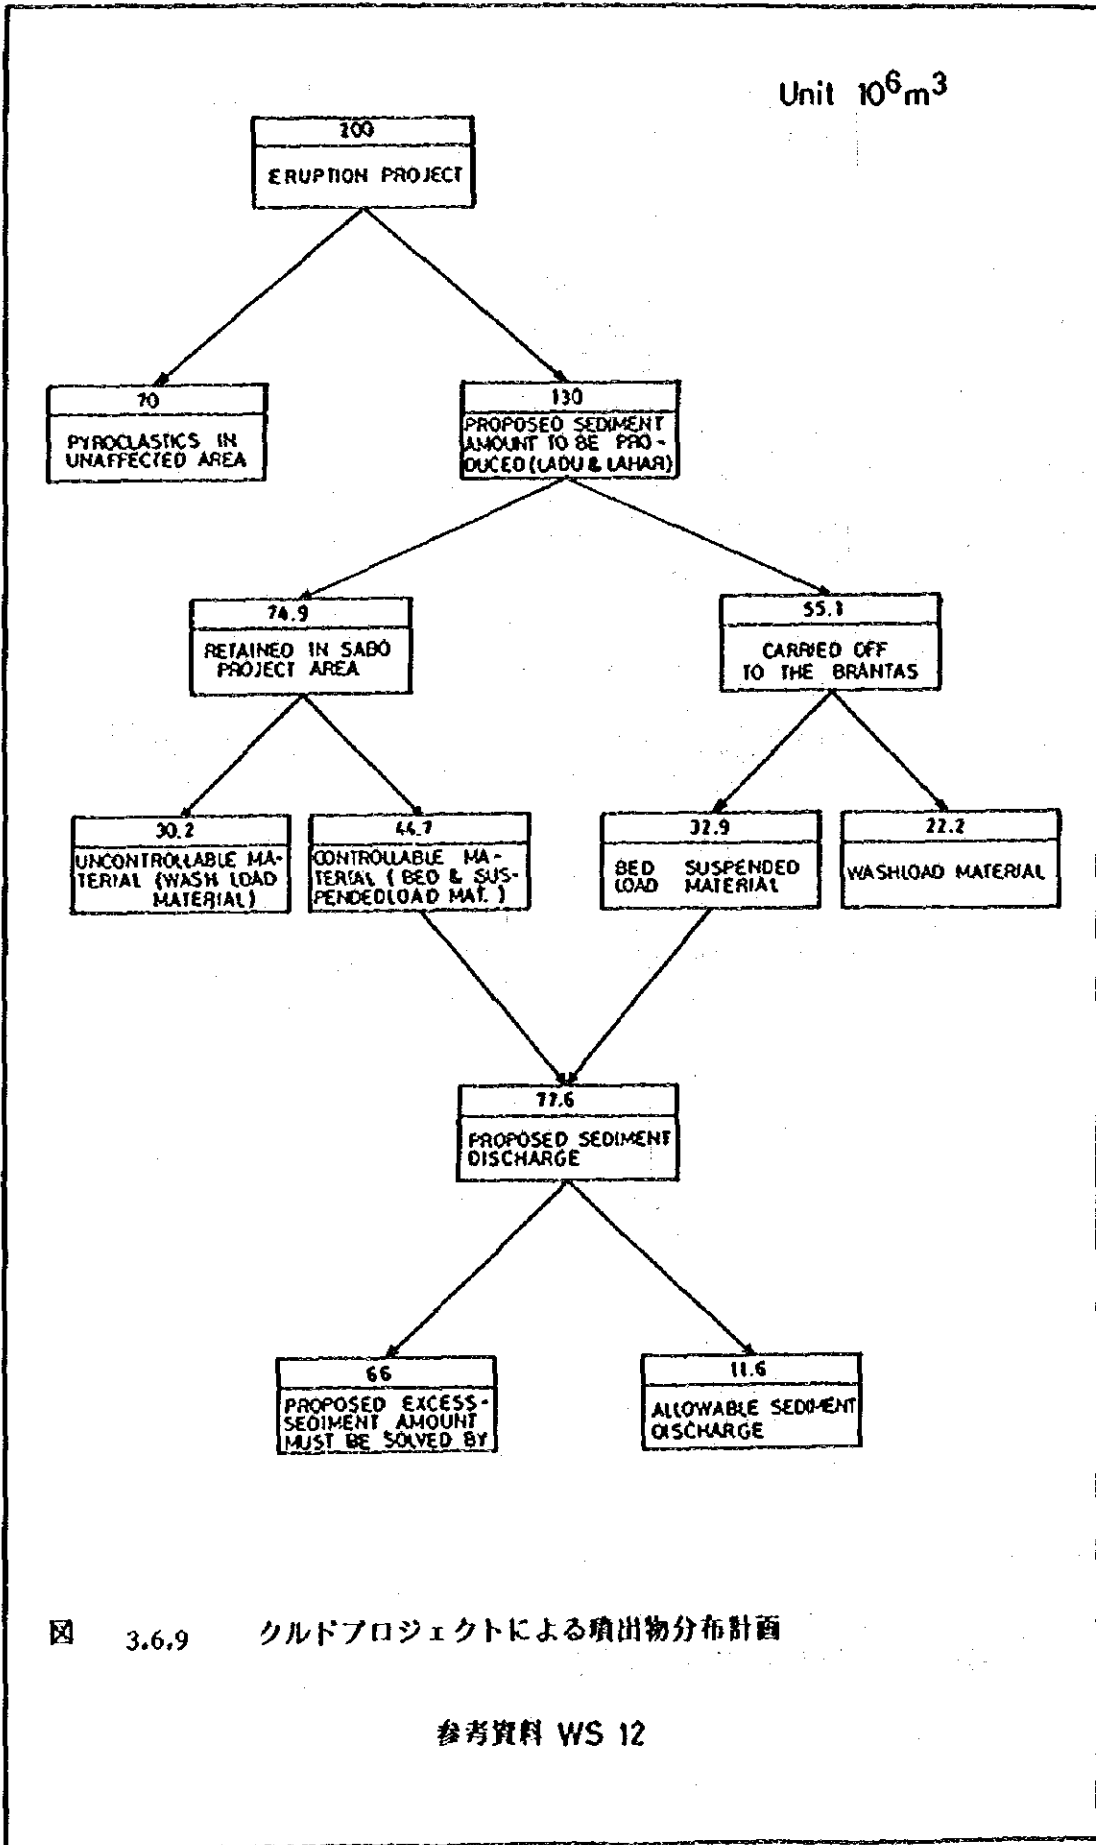 Unit 10⁶m³
100
ERUPTION PROJECT
70
PYROCLASTICS IN
UNAFFECTED AREA
130
PROPOSED SEDIMENT
AMOUNT TO BE PRO-
DUCED (LADU & LAHAR)
74.9
RETAINED IN SABO
PROJECT AREA
55.1
CARRIED OFF
TO THE BRANTAS
30.2
UNCONTROLLABLE MA-
TERIAL (WASH LOAD
MATERIAL)
44.7
CONTROLLABLE MA-
TERIAL ( BED & SUS-
PENDEDLOAD MAT. )
32.9
BED SUSPENDED
LOAD MATERIAL
22.2
WASHLOAD MATERIAL
77.6
PROPOSED SEDIMENT
DISCHARGE
66
PROPOSED EXCESS-
SEDIMENT AMOUNT
MUST BE SOLVED BY
11.6
ALLOWABLE SEDIMENT
DISCHARGE
図 3.6.9 クルドプロジェクトによる噴出物分布計画
参考資料 WS 12